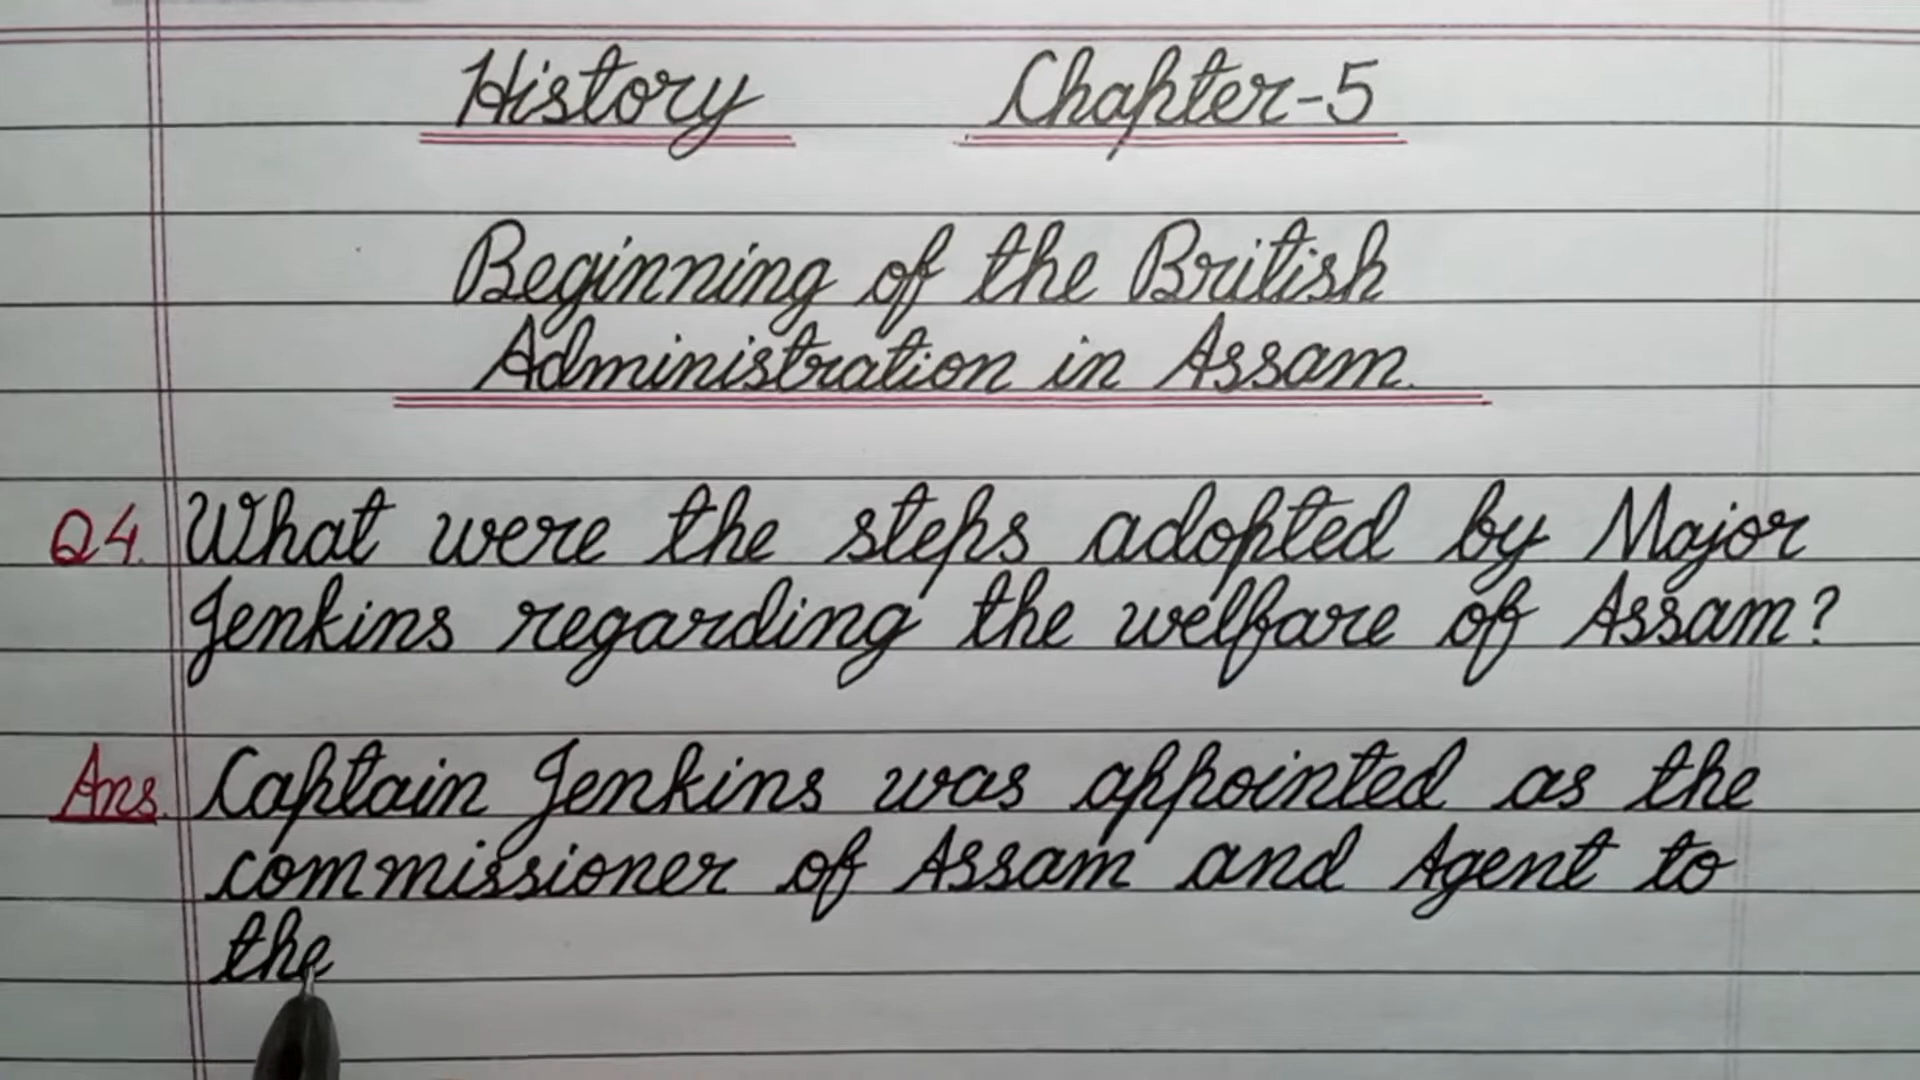 History Chapter-5
Beginning of the British
Administration in Assam.
Q4. What were the steps adopted by Major
Jenkins regarding the welfare of Assam?
Ans. Captain Jenkins was appointed as the
commissioner of Assam and Agent to
the